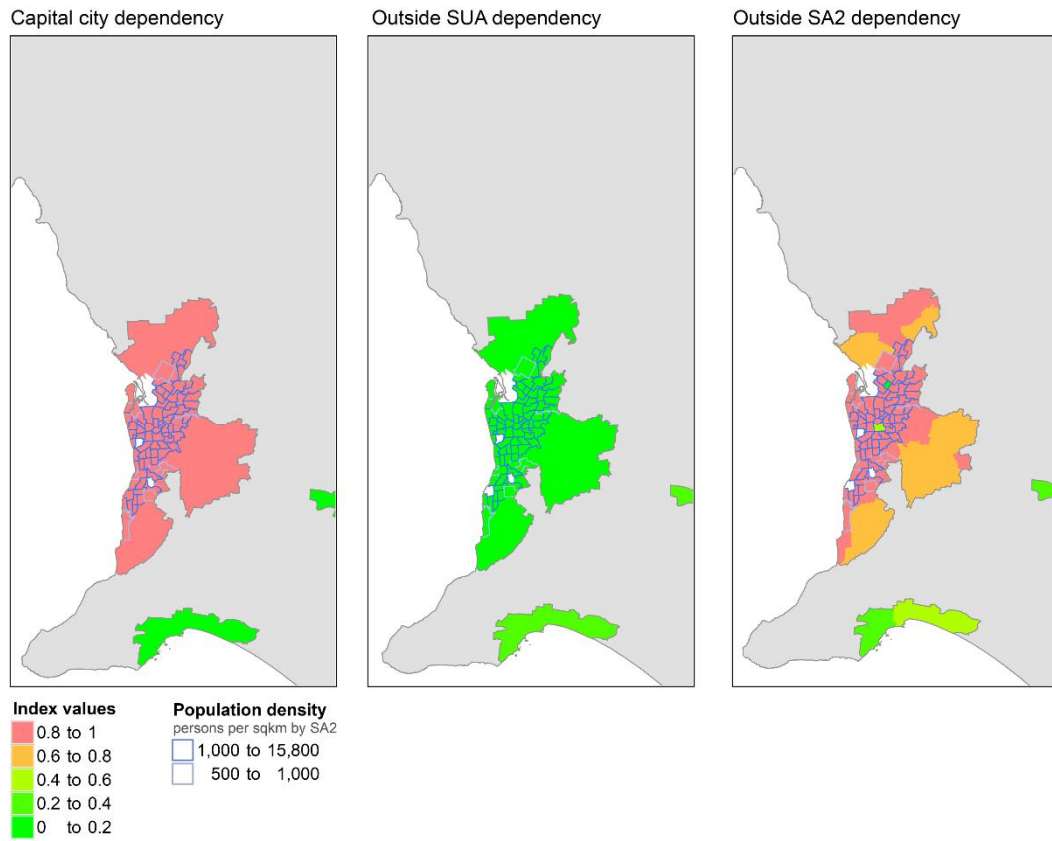 Capital city dependency
Outside SUA dependency
Outside SA2 dependency
Index values
0.8 to 1
0.6 to 0.8
0.4 to 0.6
0.2 to 0.4
0 to 0.2
Population density
persons per sqkm by SA2
1,000 to 15,800
500 to 1,000